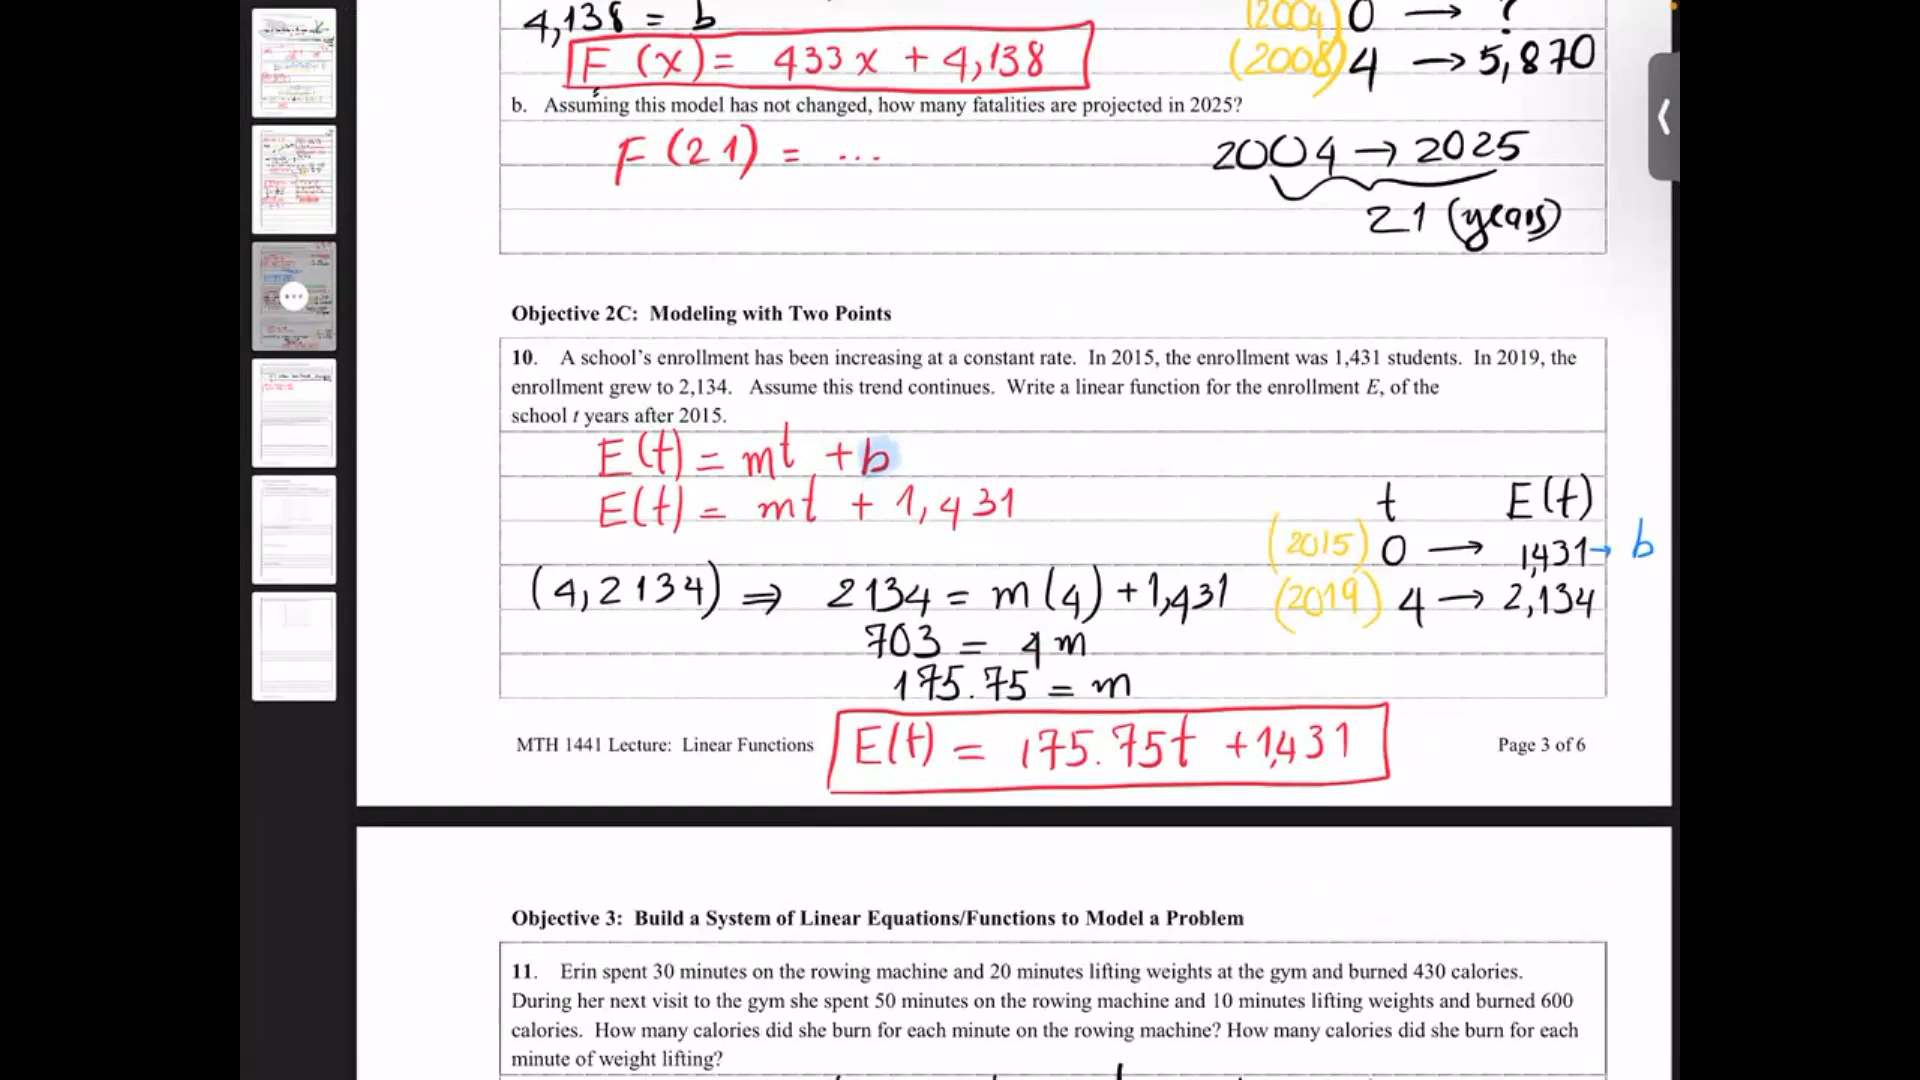 4,138 = b
F (x) = 433x + 4,138
(2004) 0 → ?
(2008) 4 → 5,870
b. Assuming this model has not changed, how many fatalities are projected in 2025?
F (21) = ...
2004 → 2025
21 (years)
Objective 2C: Modeling with Two Points
10. A school's enrollment has been increasing at a constant rate. In 2015, the enrollment was 1,431 students. In 2019, the
enrollment grew to 2,134. Assume this trend continues. Write a linear function for the enrollment E, of the
school t years after 2015.
E(t) = mt + b
E(t) = mt + 1,431
t E(t)
(2015) 0 → 1,431 → b
(2019) 4 → 2,134
(4,2134) ⇒ 2134 = m(4) + 1,431
703 = 4m
175.75 = m
E(t) = 175.75t + 1,431
MTH 1441 Lecture: Linear Functions
Page 3 of 6
Objective 3: Build a System of Linear Equations/Functions to Model a Problem
11. Erin spent 30 minutes on the rowing machine and 20 minutes lifting weights at the gym and burned 430 calories.
During her next visit to the gym she spent 50 minutes on the rowing machine and 10 minutes lifting weights and burned 600
calories. How many calories did she burn for each minute on the rowing machine? How many calories did she burn for each
minute of weight lifting?